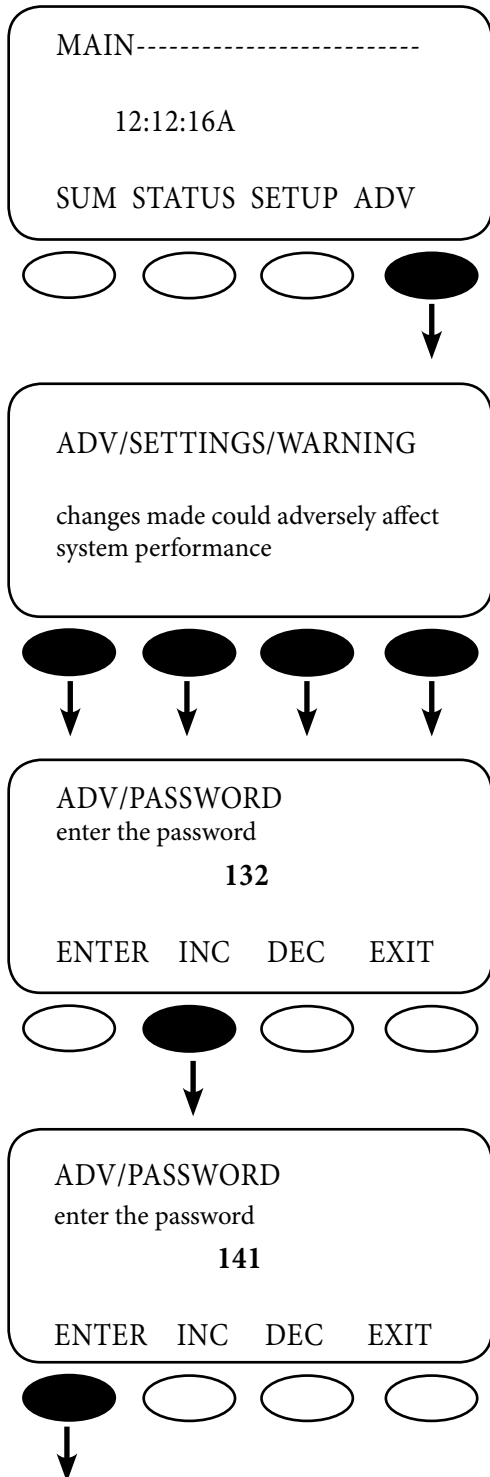 MAIN--------------------------
12:12:16A
SUM STATUS SETUP ADV
ADV/SETTINGS/WARNING
changes made could adversely affect
system performance
ADV/PASSWORD
enter the password
132
ENTER INC DEC EXIT
ADV/PASSWORD
enter the password
141
ENTER INC DEC EXIT